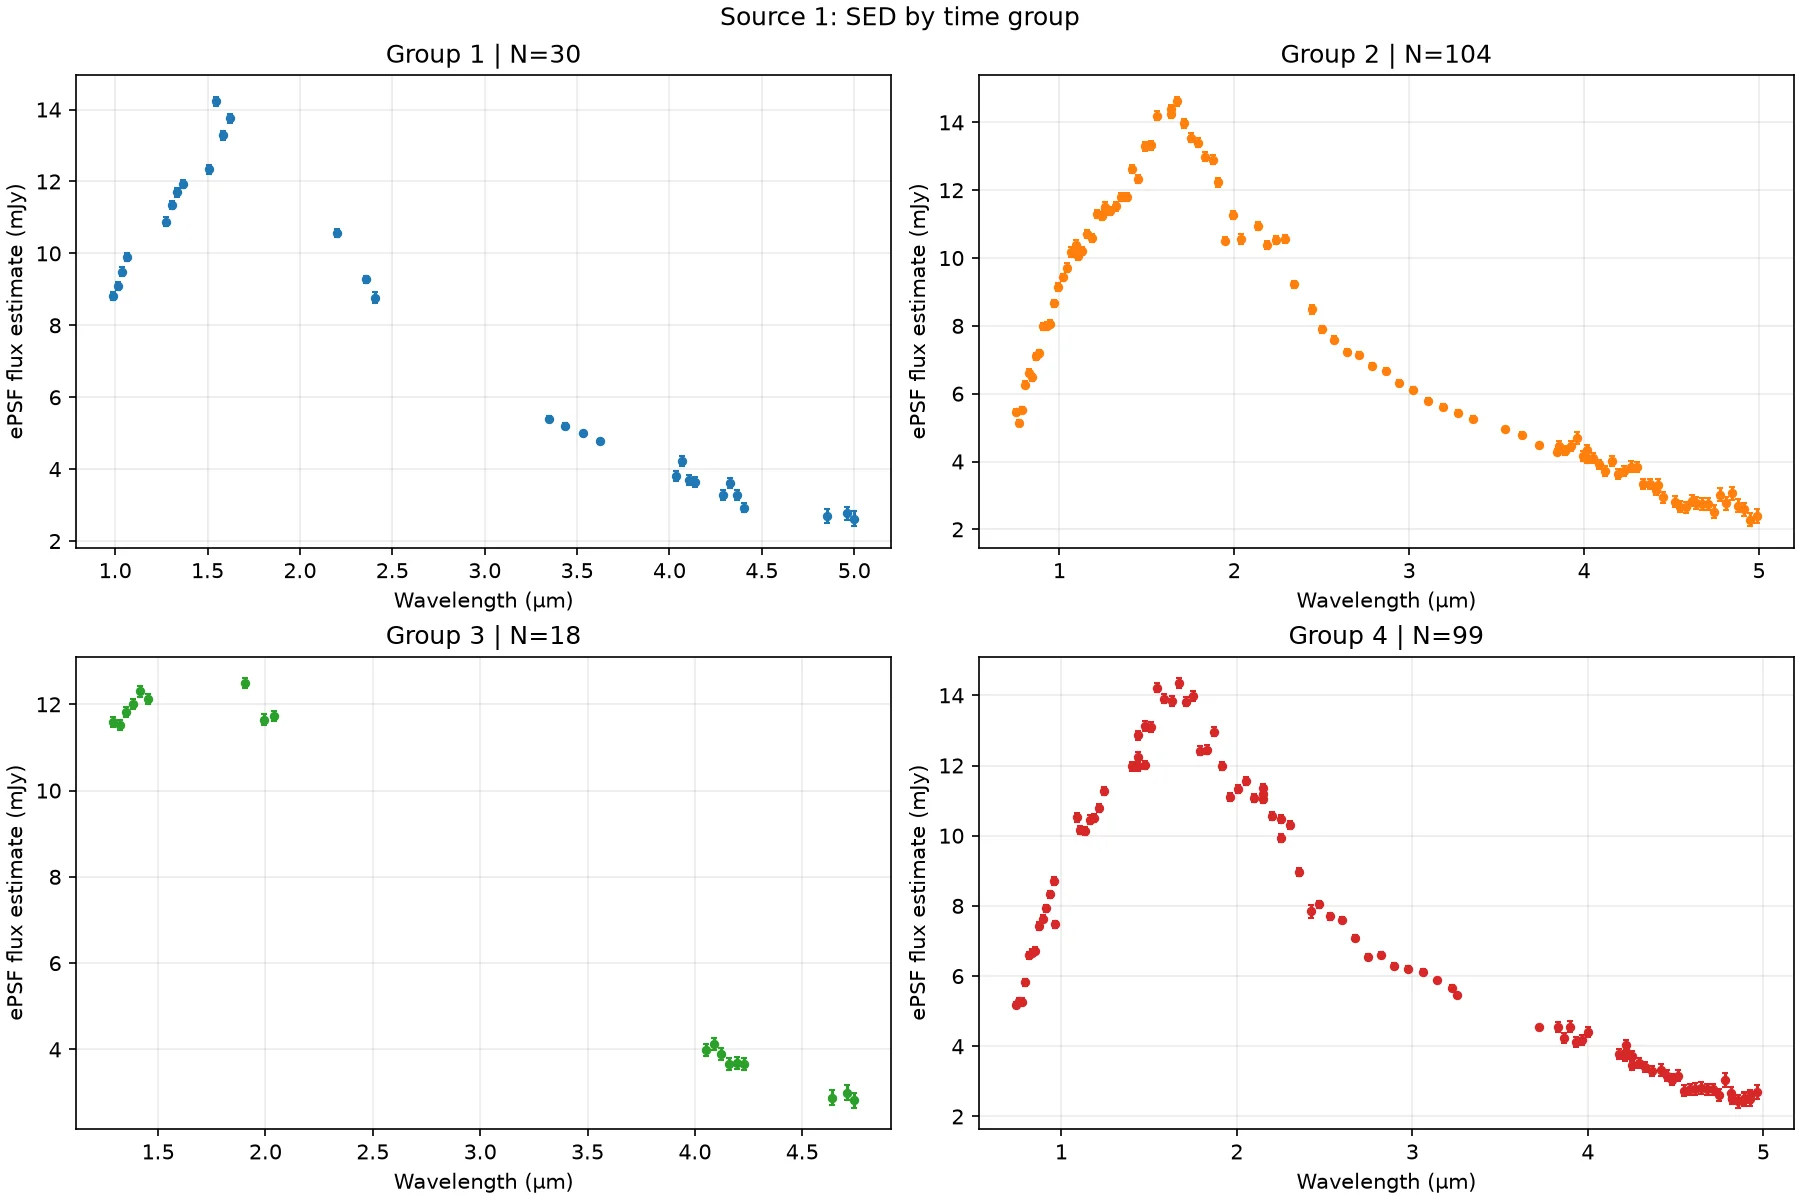 Source 1: SED by time group
Group 1 | N=30
ePSF flux estimate (mJy)
14
12
10
8
6
4
2
1.0 1.5 2.0 2.5 3.0 3.5 4.0 4.5 5.0
Wavelength (µm)
Group 2 | N=104
ePSF flux estimate (mJy)
14
12
10
8
6
4
2
1 2 3 4 5
Wavelength (µm)
Group 3 | N=18
ePSF flux estimate (mJy)
12
10
8
6
4
1.5 2.0 2.5 3.0 3.5 4.0 4.5
Wavelength (µm)
Group 4 | N=99
ePSF flux estimate (mJy)
14
12
10
8
6
4
2
1 2 3 4 5
Wavelength (µm)